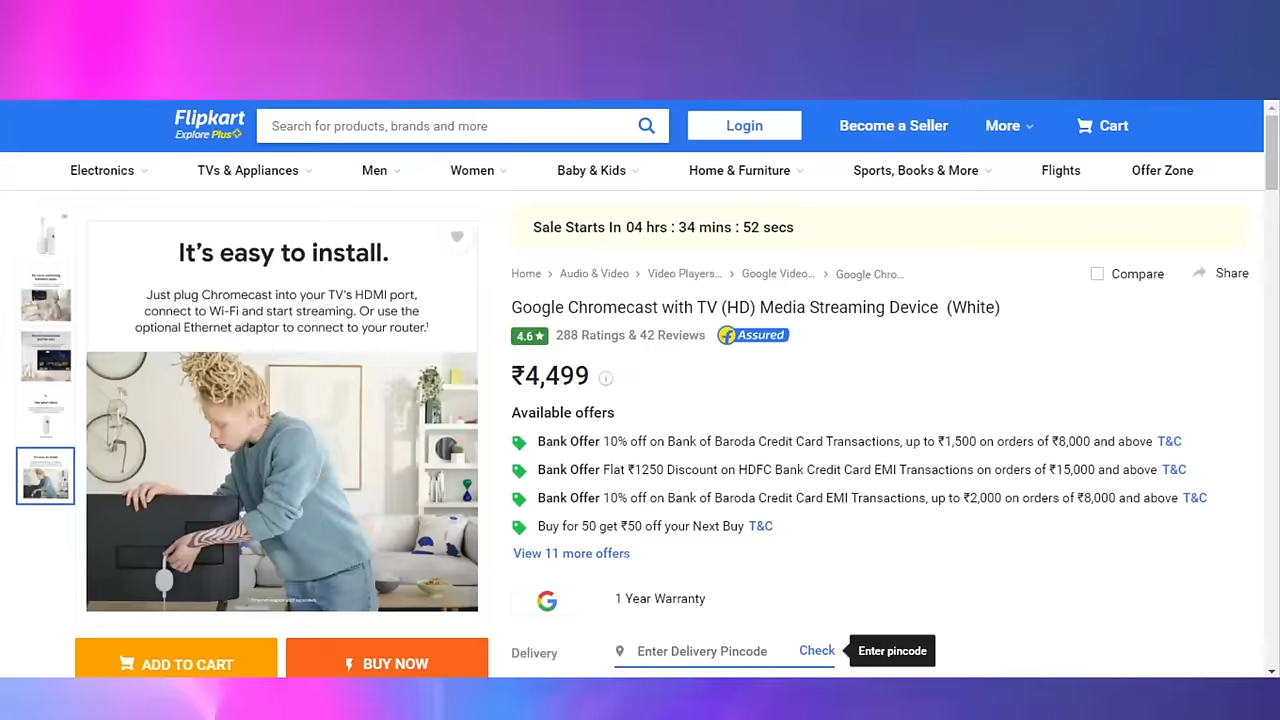 Flipkart
Explore Plus
Search for products, brands and more
Login
Become a Seller
More
Cart
Electronics
TVs & Appliances
Men
Women
Baby & Kids
Home & Furniture
Sports, Books & More
Flights
Offer Zone
It's easy to install.
Just plug Chromecast into your TV's HDMI port,
connect to Wi-Fi and start streaming. Or use the
optional Ethernet adaptor to connect to your router.¹
ADD TO CART
BUY NOW
Sale Starts In 04 hrs : 34 mins : 52 secs
Home > Audio & Video > Video Players... > Google Video... > Google Chro...
Compare
Share
Google Chromecast with TV (HD) Media Streaming Device (White)
4.6★ 288 Ratings & 42 Reviews
Assured
₹4,499
Available offers
Bank Offer 10% off on Bank of Baroda Credit Card Transactions, up to ₹1,500 on orders of ₹8,000 and above T&C
Bank Offer Flat ₹1250 Discount on HDFC Bank Credit Card EMI Transactions on orders of ₹15,000 and above T&C
Bank Offer 10% off on Bank of Baroda Credit Card EMI Transactions, up to ₹2,000 on orders of ₹8,000 and above T&C
Buy for 50 get ₹50 off your Next Buy T&C
View 11 more offers
G
1 Year Warranty
Delivery
Enter Delivery Pincode
Check
Enter pincode